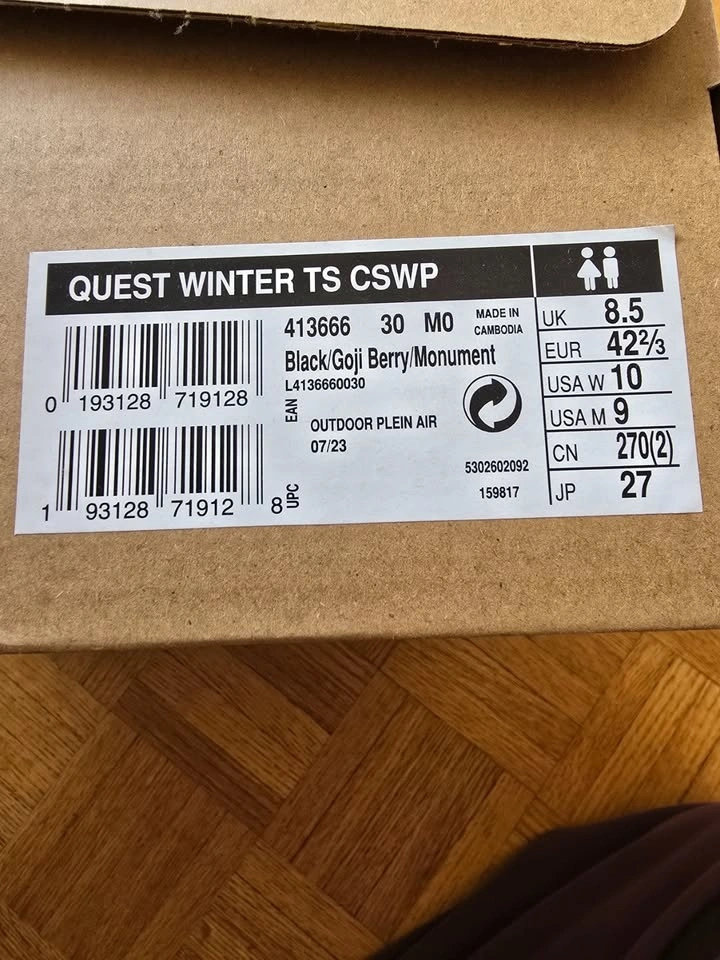 QUEST WINTER TS CSWP
0 193128 719128
EAN
1 93128 71912 8
UPC
413666 30 M0
MADE IN
CAMBODIA
Black/Goji Berry/Monument
L4136660030
OUTDOOR PLEIN AIR
07/23
5302602092
159817
UK 8.5
EUR 42⅔
USA W 10
USA M 9
CN 270(2)
JP 27